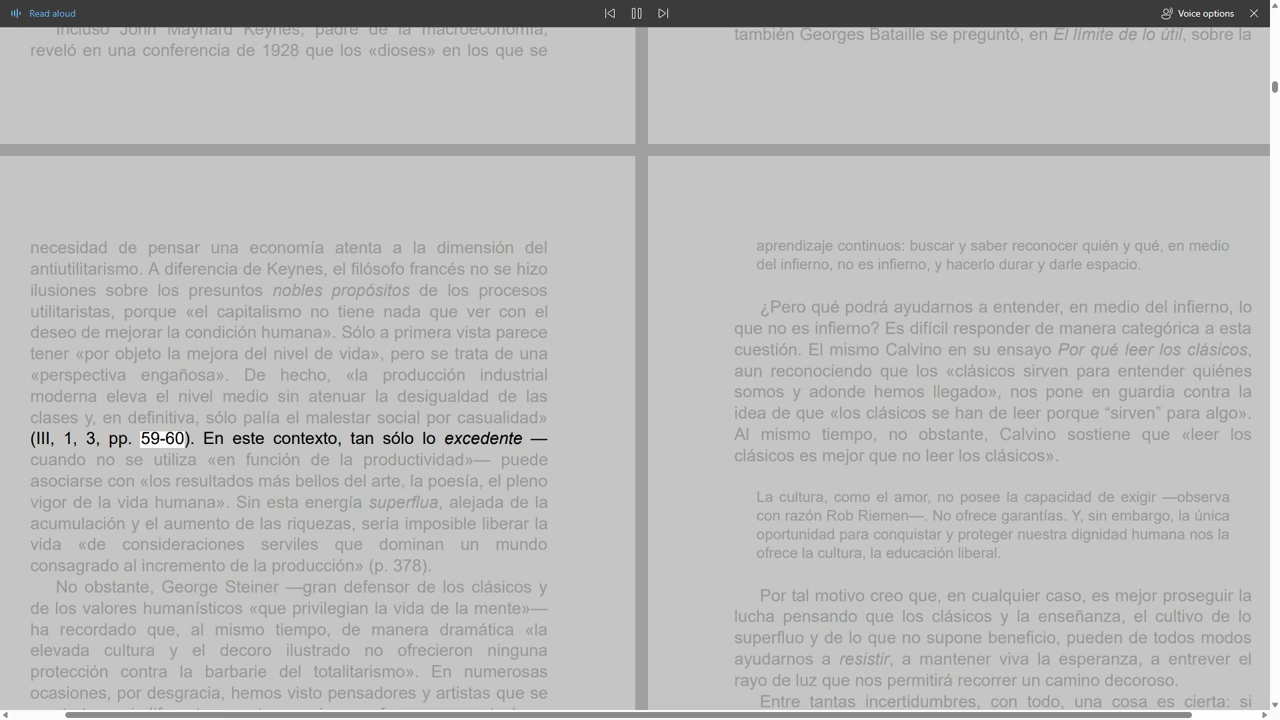 Read aloud
Voice options
Incluso John Maynard Keynes, padre de la macroeconomía,
reveló en una conferencia de 1928 que los «dioses» en los que se
necesidad de pensar una economía atenta a la dimensión del
antiutilitarismo. A diferencia de Keynes, el filósofo francés no se hizo
ilusiones sobre los presuntos nobles propósitos de los procesos
utilitaristas, porque «el capitalismo no tiene nada que ver con el
deseo de mejorar la condición humana». Sólo a primera vista parece
tener «por objeto la mejora del nivel de vida», pero se trata de una
«perspectiva engañosa». De hecho, «la producción industrial
moderna eleva el nivel medio sin atenuar la desigualdad de las
clases y, en definitiva, sólo palía el malestar social por casualidad»
(III, 1, 3, pp. 59-60). En este contexto, tan sólo lo excedente —
cuando no se utiliza «en función de la productividad»— puede
asociarse con «los resultados más bellos del arte, la poesía, el pleno
vigor de la vida humana». Sin esta energía superflua, alejada de la
acumulación y el aumento de las riquezas, sería imposible liberar la
vida «de consideraciones serviles que dominan un mundo
consagrado al incremento de la producción» (p. 378).
No obstante, George Steiner —gran defensor de los clásicos y
de los valores humanísticos «que privilegian la vida de la mente»—
ha recordado que, al mismo tiempo, de manera dramática «la
elevada cultura y el decoro ilustrado no ofrecieron ninguna
protección contra la barbarie del totalitarismo». En numerosas
ocasiones, por desgracia, hemos visto pensadores y artistas que se
también Georges Bataille se preguntó, en El límite de lo útil, sobre la
aprendizaje continuos: buscar y saber reconocer quién y qué, en medio
del infierno, no es infierno, y hacerlo durar y darle espacio.
¿Pero qué podrá ayudarnos a entender, en medio del infierno, lo
que no es infierno? Es difícil responder de manera categórica a esta
cuestión. El mismo Calvino en su ensayo Por qué leer los clásicos,
aun reconociendo que los «clásicos sirven para entender quiénes
somos y adonde hemos llegado», nos pone en guardia contra la
idea de que «los clásicos se han de leer porque “sirven” para algo».
Al mismo tiempo, no obstante, Calvino sostiene que «leer los
clásicos es mejor que no leer los clásicos».
La cultura, como el amor, no posee la capacidad de exigir —observa
con razón Rob Riemen—. No ofrece garantías. Y, sin embargo, la única
oportunidad para conquistar y proteger nuestra dignidad humana nos la
ofrece la cultura, la educación liberal.
Por tal motivo creo que, en cualquier caso, es mejor proseguir la
lucha pensando que los clásicos y la enseñanza, el cultivo de lo
superfluo y de lo que no supone beneficio, pueden de todos modos
ayudarnos a resistir, a mantener viva la esperanza, a entrever el
rayo de luz que nos permitirá recorrer un camino decoroso.
Entre tantas incertidumbres, con todo, una cosa es cierta: si